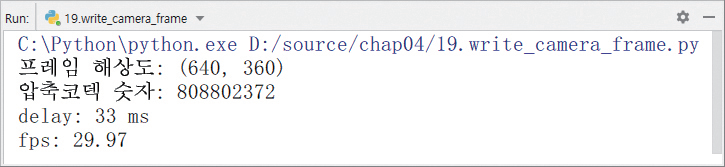 Run: 19.write_camera_frame
C:\Python\python.exe D:/source/chap04/19.write_camera_frame.py
프레임 해상도: (640, 360)
압축코덱 숫자: 808802372
delay: 33 ms
fps: 29.97